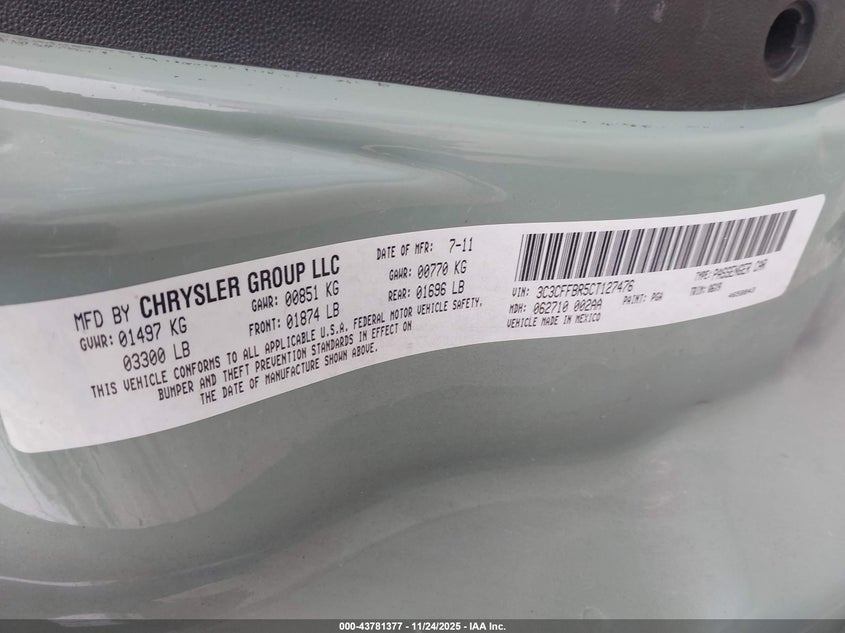 MFD BY CHRYSLER GROUP LLC
DATE OF MFR: 7-11
GVWR: 01497 KG
GAWR: 00851 KG
GAWR: 00770 KG
03300 LB
FRONT: 01874 LB
REAR: 01696 LB
THIS VEHICLE CONFORMS TO ALL APPLICABLE U.S.A. FEDERAL MOTOR VEHICLE SAFETY,
BUMPER AND THEFT PREVENTION STANDARDS IN EFFECT ON
THE DATE OF MANUFACTURE SHOWN ABOVE.
VIN: 3C3CFFBR5CT127476
TYPE: PASSENGER CAR
MDH: 062710 002AA
PAINT: PGA
TRIM:
VEHICLE MADE IN MEXICO
000-43781377 - 11/24/2025 - IAA Inc.